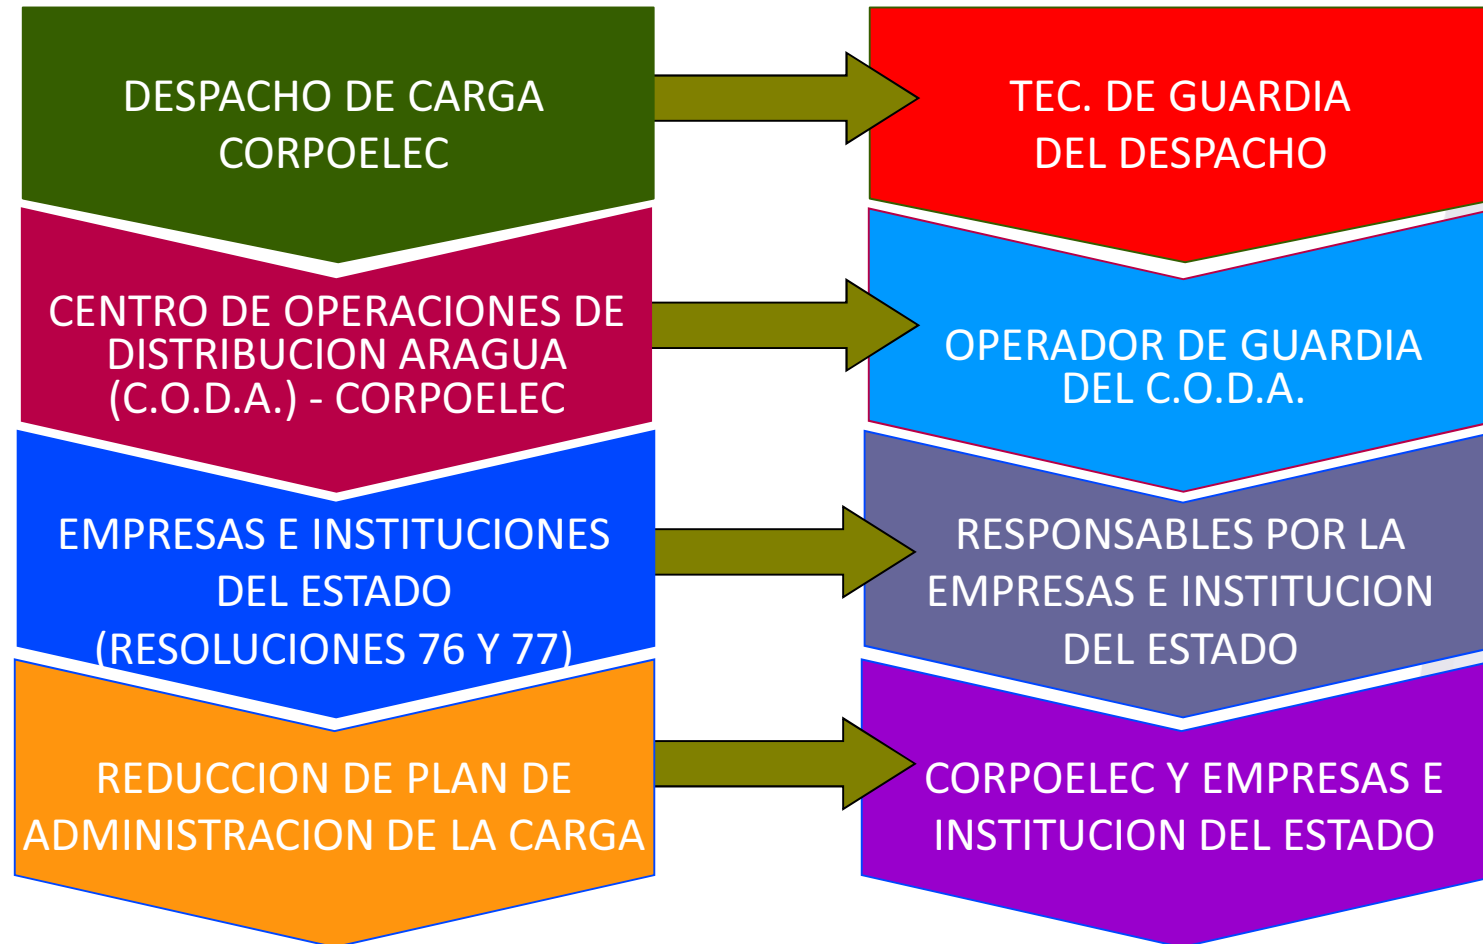 DESPACHO DE CARGA
CORPOELEC
TEC. DE GUARDIA
DEL DESPACHO
CENTRO DE OPERACIONES DE
DISTRIBUCION ARAGUA
(C.O.D.A.) - CORPOELEC
OPERADOR DE GUARDIA
DEL C.O.D.A.
EMPRESAS E INSTITUCIONES
DEL ESTADO
(RESOLUCIONES 76 Y 77)
RESPONSABLES POR LA
EMPRESAS E INSTITUCION
DEL ESTADO
REDUCCION DE PLAN DE
ADMINISTRACION DE LA CARGA
CORPOELEC Y EMPRESAS E
INSTITUCION DEL ESTADO